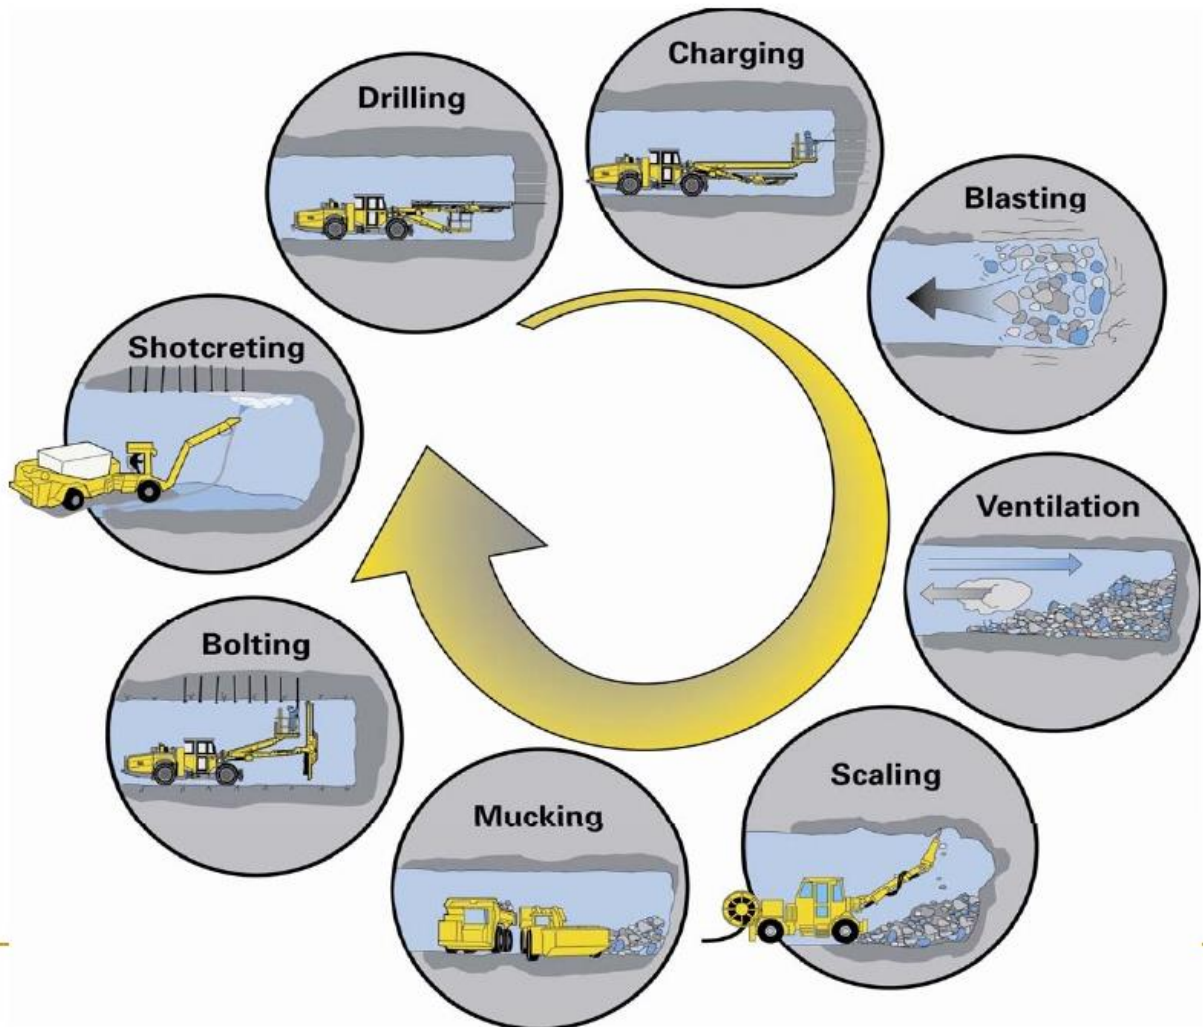 Drilling
Charging
Blasting
Ventilation
Scaling
Mucking
Bolting
Shotcreting